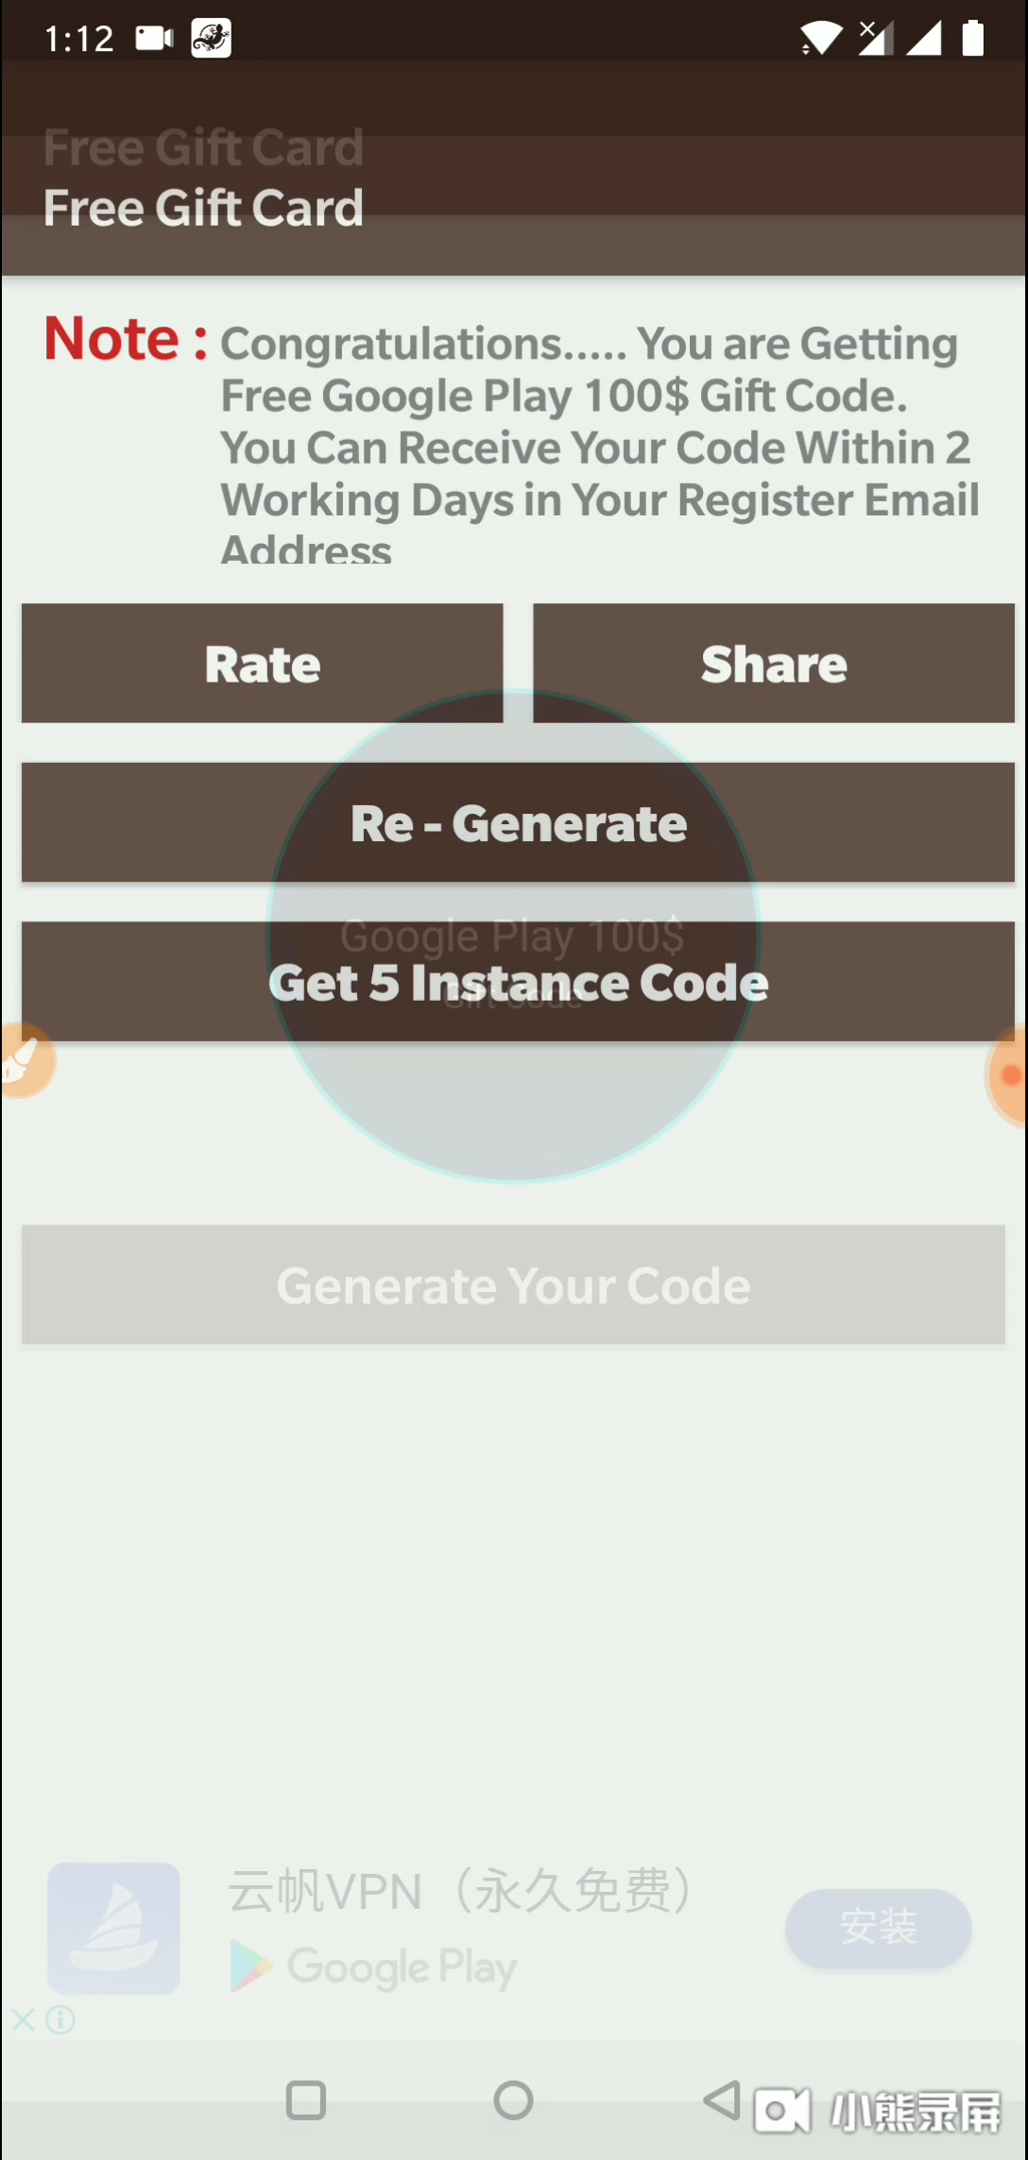 1:12
Free Gift Card
Free Gift Card
Note : Congratulations..... You are Getting
Free Google Play 100$ Gift Code.
You Can Receive Your Code Within 2
Working Days in Your Register Email
Address
Rate
Share
Re - Generate
Google Play 100$
Get 5 Instance Code
Gift Code
Generate Your Code
云帆VPN（永久免费）
安装
Google Play
小熊录屏